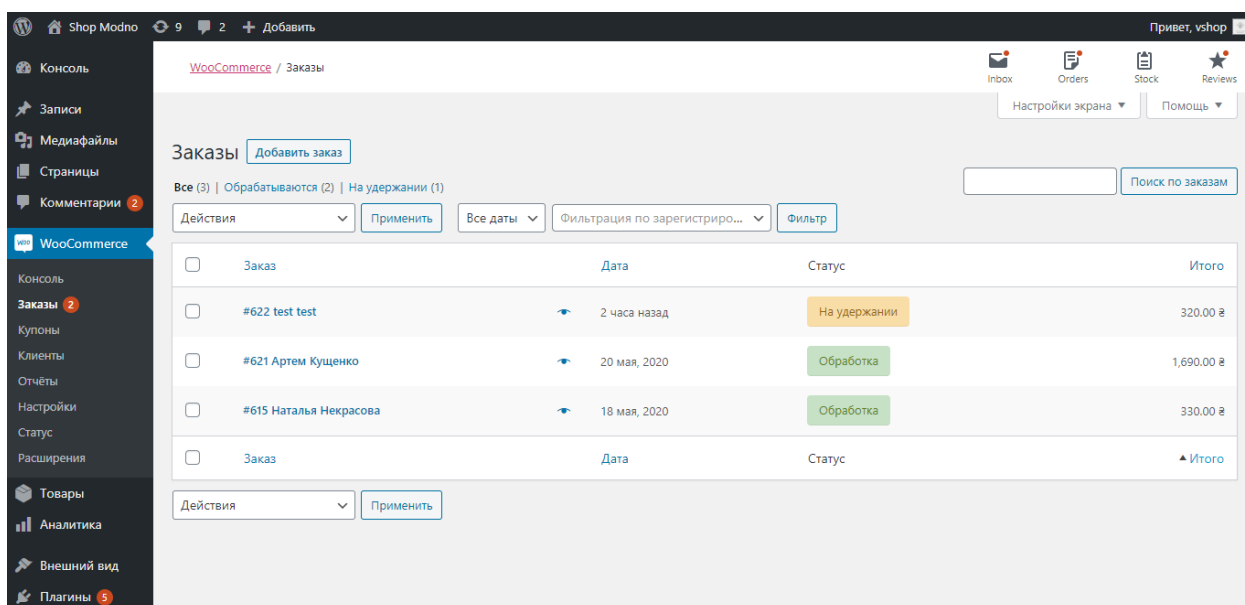 Shop Modno 9 2 + Добавить Привет, vshop
Консоль
Записи
Медиафайлы
Страницы
Комментарии 2
WooCommerce
Консоль
Заказы 2
Купоны
Клиенты
Отчёты
Настройки
Статус
Расширения
Товары
Аналитика
Внешний вид
Плагины 5
WooCommerce / Заказы
Inbox Orders Stock Reviews
Настройки экрана ▼ Помощь ▼
Заказы Добавить заказ
Все (3) | Обрабатываются (2) | На удержании (1)
Поиск по заказам
Действия Применить Все даты Фильтрация по зарегистриро... Фильтр
Заказ Дата Статус Итого
#622 test test 2 часа назад На удержании 320.00 ₴
#621 Артем Кущенко 20 мая, 2020 Обработка 1,690.00 ₴
#615 Наталья Некрасова 18 мая, 2020 Обработка 330.00 ₴
Заказ Дата Статус ▲ Итого
Действия Применить